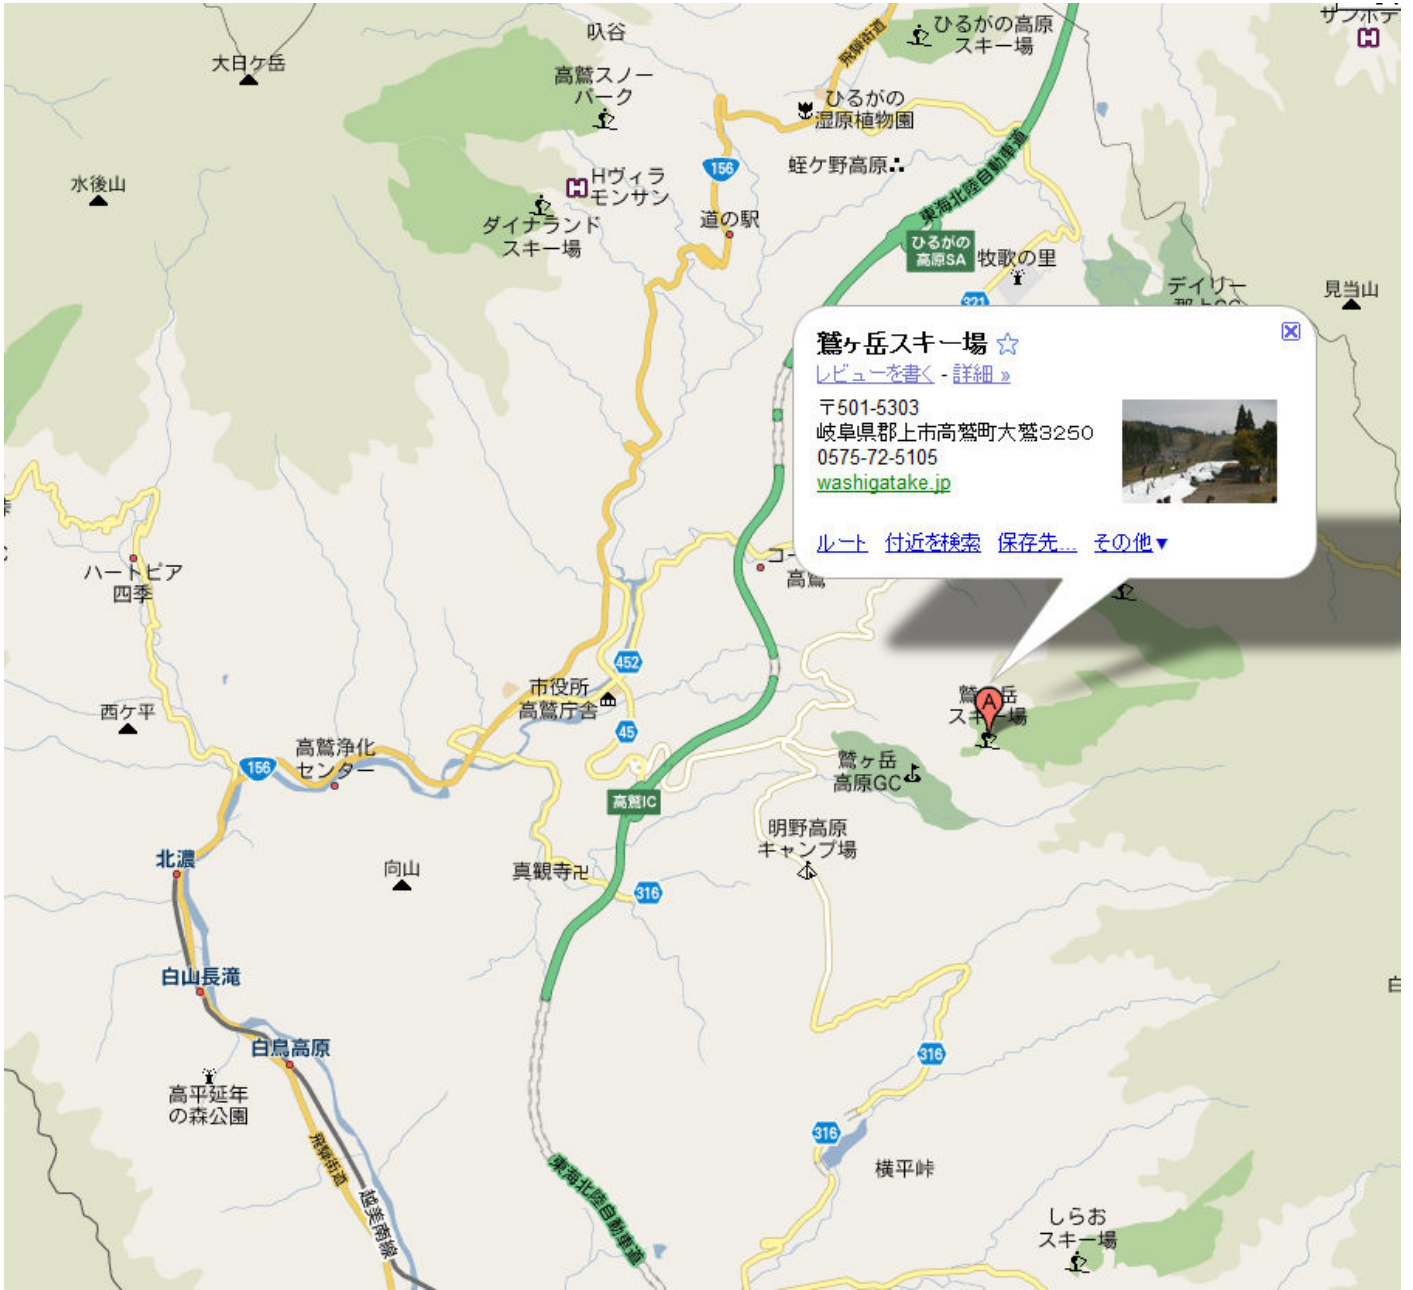 サンホテ
ひるがの高原
スキー場
飛騨街道
叺谷
大日ケ岳
高鷲スノー
パーク
ひるがの
湿原植物園
東海北陸自動車道
156
蛭ケ野高原
水後山
Hヴィラ
モンサン
ダイナランド
スキー場
道の駅
ひるがの
高原SA
牧歌の里
321
デイリー
郡上GC
見当山
鷲ヶ岳スキー場
レビューを書く - 詳細 »
〒501-5303
岐阜県郡上市高鷲町大鷲3250
0575-72-5105
washigatake.jp
ルート 付近を検索 保存先... その他▼
高鷲
ハートピア
四季
452
市役所
高鷲庁舎
鷲ヶ岳
スキー場
A
西ケ平
45
高鷲浄化
センター
156
鷲ヶ岳
高原GC
高鷲IC
明野高原
キャンプ場
北濃
向山
真観寺卍
316
白山長滝
白
白鳥高原
316
高平延年
の森公園
316
横平峠
飛騨街道
越美南線
東海北陸自動車道
しらお
スキー場